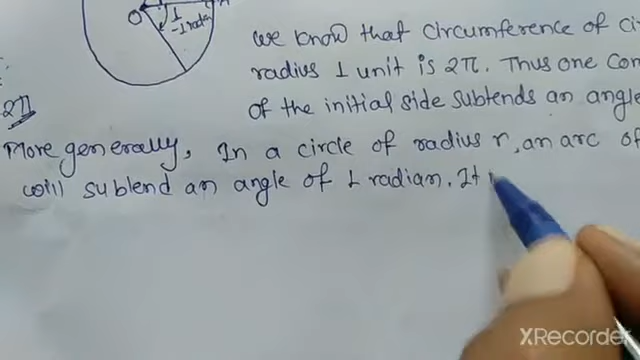 O
1
-1 radian
We know that Circumference of ci
radius 1 unit is 2π. Thus one Com
2π
of the initial side subtends an angle
More generally, In a circle of radius r, an arc of
will subtend an angle of 1 radian. It
XRecorder